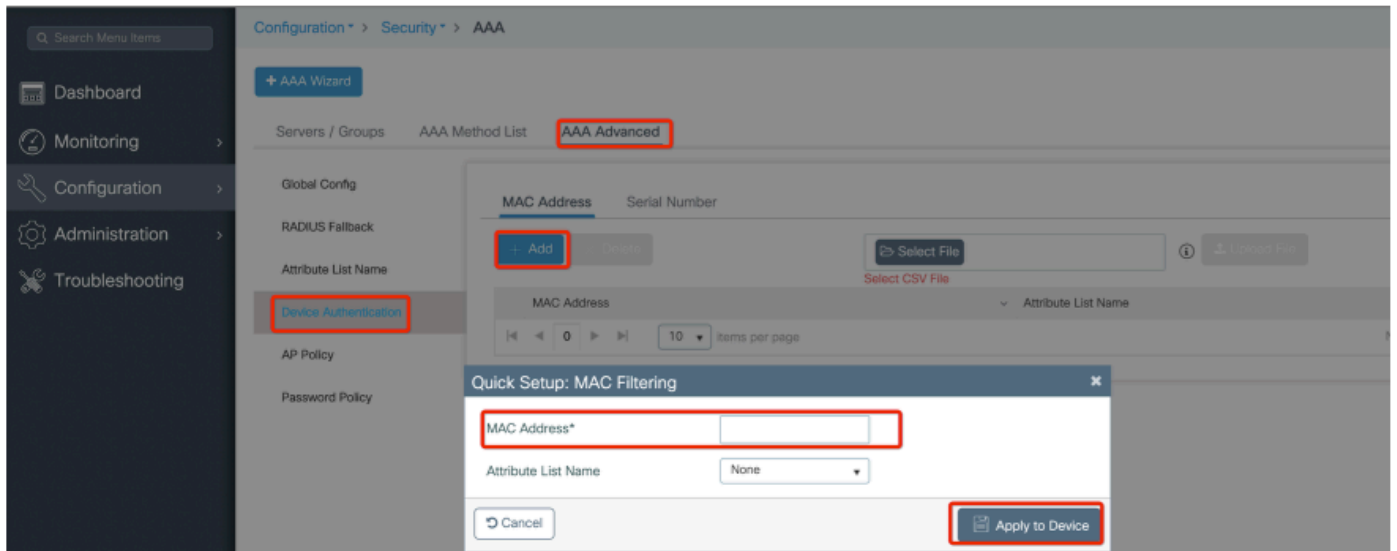 Search Menu Items
Dashboard
Monitoring
Configuration
Administration
Troubleshooting
Configuration > Security > AAA
+ AAA Wizard
Servers / Groups AAA Method List AAA Advanced
Global Config
RADIUS Fallback
Attribute List Name
Device Authentication
AP Policy
Password Policy
MAC Address Serial Number
+ Add Delete Select File Upload File
Select CSV File
MAC Address Attribute List Name
0 10 items per page
Quick Setup: MAC Filtering
MAC Address*
Attribute List Name None
Cancel Apply to Device